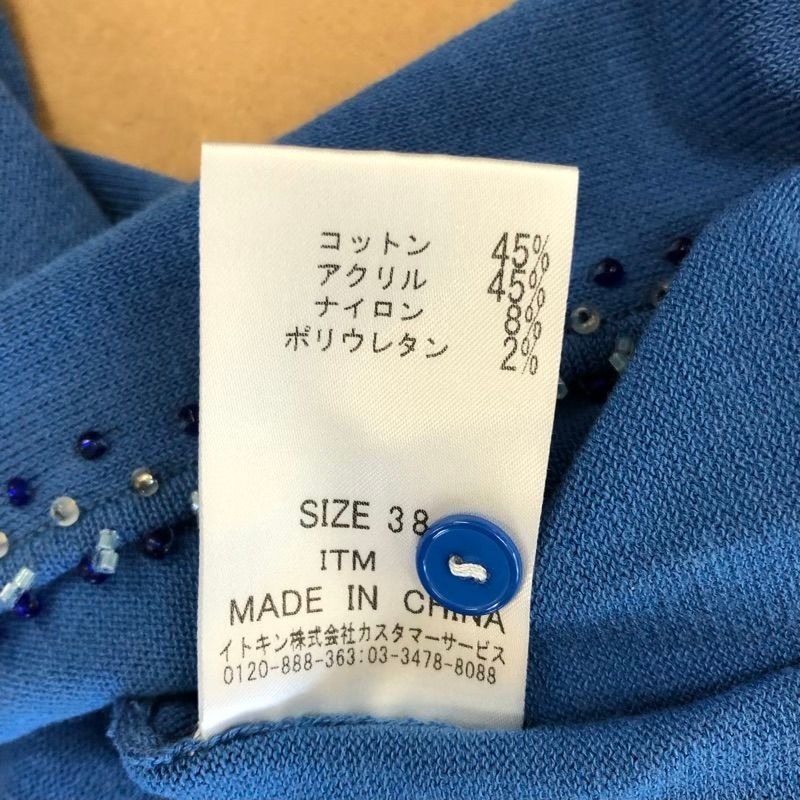 コットン 45%
アクリル 45%
ナイロン 8%
ポリウレタン 2%
SIZE 38
ITM
MADE IN CHINA
イトキン株式会社カスタマーサービス
0120-888-363:03-3478-8088